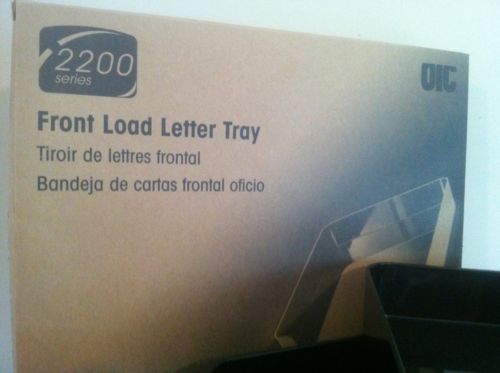 2200
series
OIC
Front Load Letter Tray
Tiroir de lettres frontal
Bandeja de cartas frontal oficio